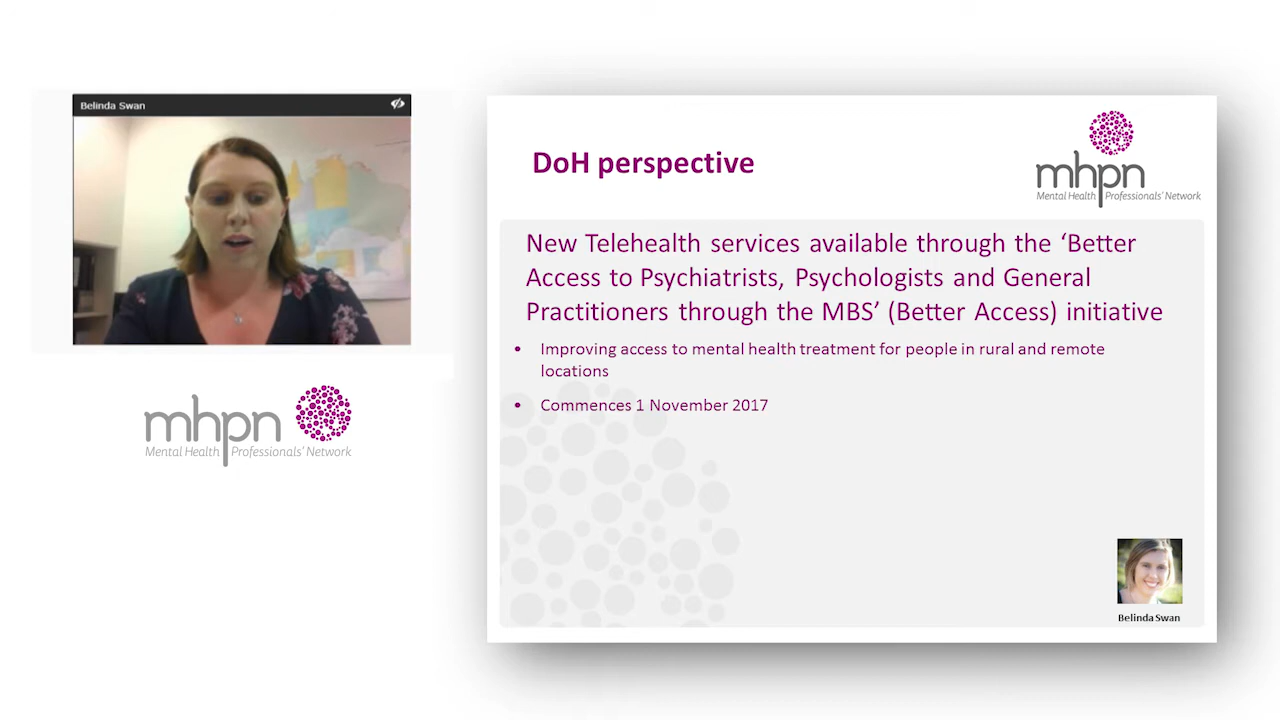 Belinda Swan
mhpn
Mental Health Professionals' Network
DoH perspective
mhpn
Mental Health Professionals' Network
New Telehealth services available through the ‘Better
Access to Psychiatrists, Psychologists and General
Practitioners through the MBS’ (Better Access) initiative
• Improving access to mental health treatment for people in rural and remote
locations
• Commences 1 November 2017
Belinda Swan